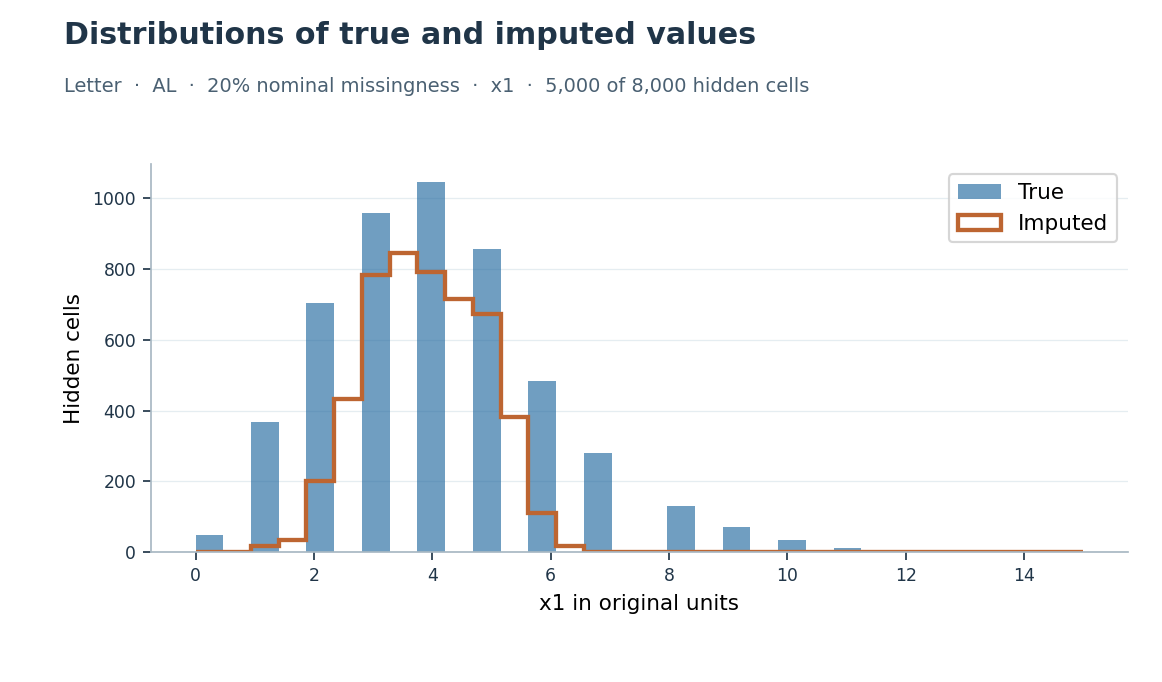 Distributions of true and imputed values
Letter · AL · 20% nominal missingness · x1 · 5,000 of 8,000 hidden cells
True
Imputed
Hidden cells
1000
800
600
400
200
0
0 2 4 6 8 10 12 14
x1 in original units